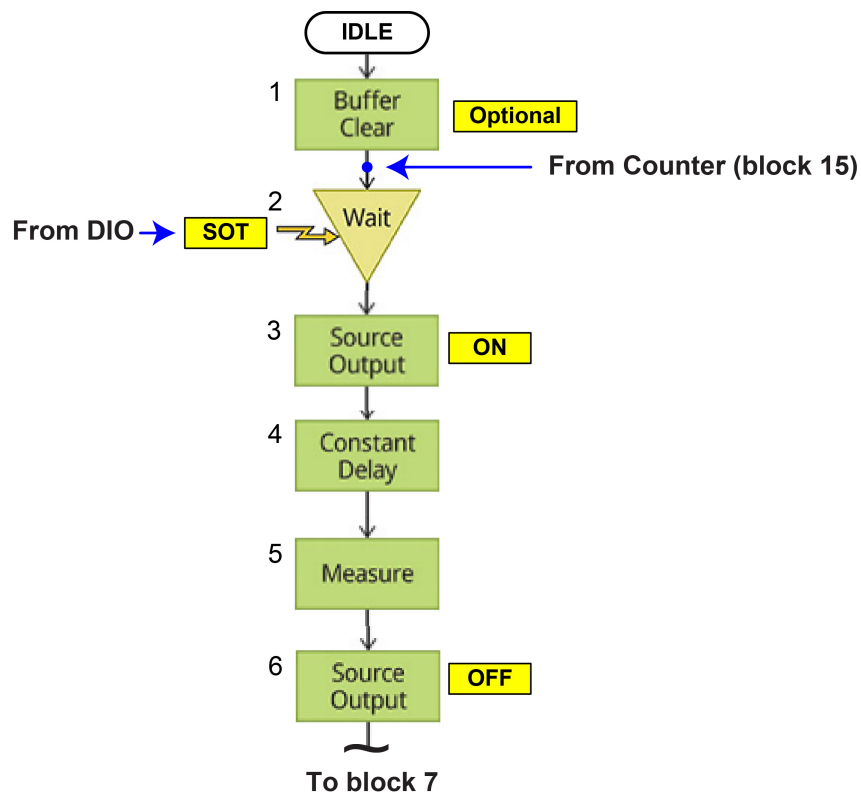 IDLE
1
Buffer
Clear
Optional
From Counter (block 15)
2
Wait
From DIO
SOT
3
Source
Output
ON
4
Constant
Delay
5
Measure
6
Source
Output
OFF
To block 7